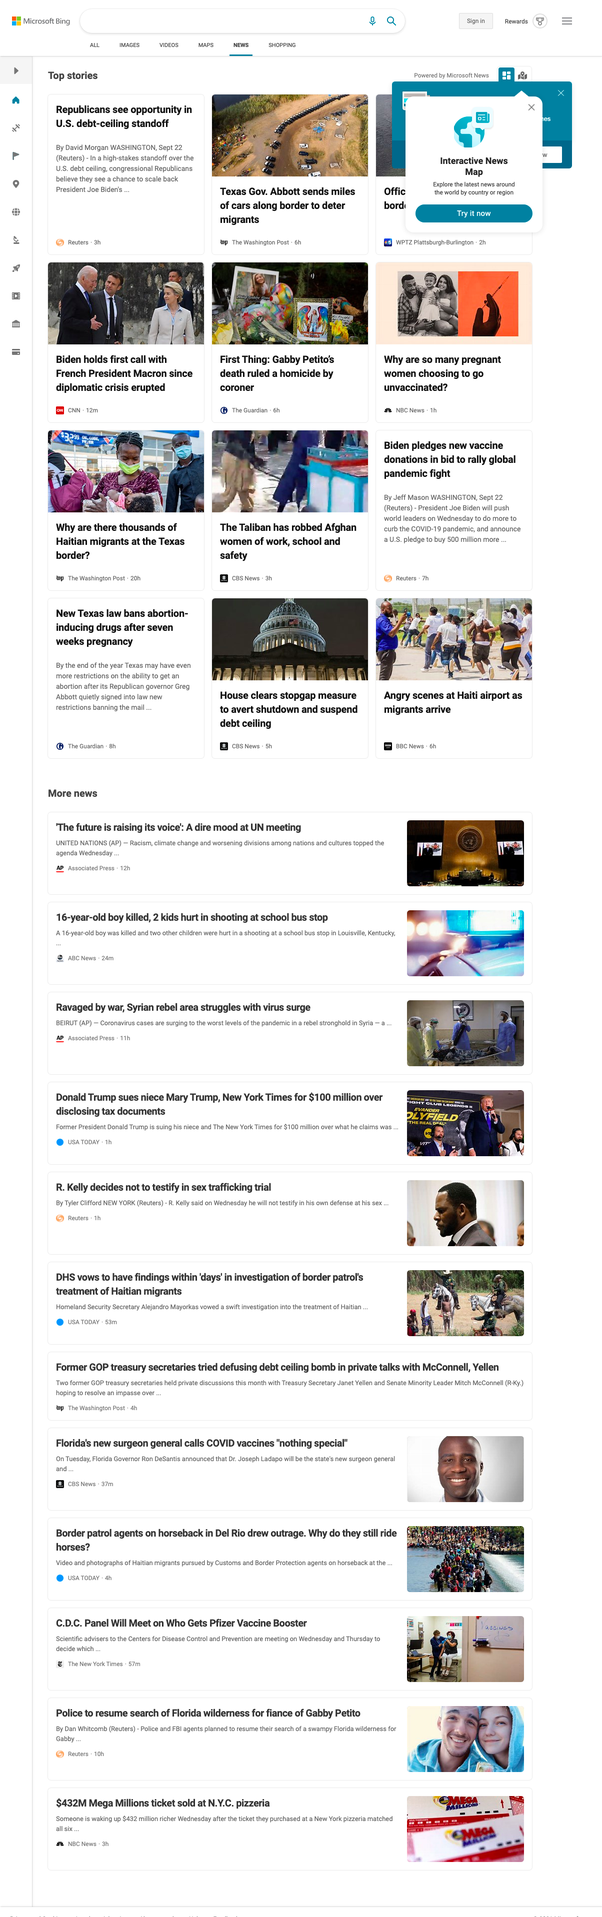 Microsoft Bing
Sign in
Rewards
ALL
IMAGES
VIDEOS
MAPS
NEWS
SHOPPING
Top stories
Powered by Microsoft News
Interactive News
Map
Explore the latest news around
the world by country or region
Try it now
Republicans see opportunity in
U.S. debt-ceiling standoff
By David Morgan WASHINGTON, Sept 22
(Reuters) - In a high-stakes standoff over the
U.S. debt ceiling, congressional Republicans
believe they see a chance to scale back
President Joe Biden's ...
Reuters · 3h
Texas Gov. Abbott sends miles
of cars along border to deter
migrants
The Washington Post · 6h
Offic
borde
WPTZ Plattsburgh-Burlington · 2h
Biden holds first call with
French President Macron since
diplomatic crisis erupted
CNN · 12m
First Thing: Gabby Petito's
death ruled a homicide by
coroner
The Guardian · 6h
Why are so many pregnant
women choosing to go
unvaccinated?
NBC News · 1h
Why are there thousands of
Haitian migrants at the Texas
border?
The Washington Post · 20h
The Taliban has robbed Afghan
women of work, school and
safety
CBS News · 3h
Biden pledges new vaccine
donations in bid to rally global
pandemic fight
By Jeff Mason WASHINGTON, Sept 22
(Reuters) - President Joe Biden will push
world leaders on Wednesday to do more to
curb the COVID-19 pandemic, and announce
a U.S. pledge to buy 500 million more ...
Reuters · 7h
New Texas law bans abortion-
inducing drugs after seven
weeks pregnancy
By the end of the year Texas may have even
more restrictions on the ability to get an
abortion after its Republican governor Greg
Abbott quietly signed into law new
restrictions banning the mail ...
The Guardian · 8h
House clears stopgap measure
to avert shutdown and suspend
debt ceiling
CBS News · 5h
Angry scenes at Haiti airport as
migrants arrive
BBC News · 6h
More news
'The future is raising its voice': A dire mood at UN meeting
UNITED NATIONS (AP) — Racism, climate change and worsening divisions among nations and cultures topped the
agenda Wednesday ...
AP Associated Press · 12h
16-year-old boy killed, 2 kids hurt in shooting at school bus stop
A 16-year-old boy was killed and two other children were hurt in a shooting at a school bus stop in Louisville, Kentucky,
...
ABC News · 24m
Ravaged by war, Syrian rebel area struggles with virus surge
BEIRUT (AP) — Coronavirus cases are surging to the worst levels of the pandemic in a rebel stronghold in Syria — a ...
AP Associated Press · 11h
Donald Trump sues niece Mary Trump, New York Times for $100 million over
disclosing tax documents
Former President Donald Trump is suing his niece and The New York Times for $100 million over what he claims was ...
USA TODAY · 1h
R. Kelly decides not to testify in sex trafficking trial
By Tyler Clifford NEW YORK (Reuters) - R. Kelly said on Wednesday he will not testify in his own defense at his sex ...
Reuters · 1h
DHS vows to have findings within 'days' in investigation of border patrol's
treatment of Haitian migrants
Homeland Security Secretary Alejandro Mayorkas vowed a swift investigation into the treatment of Haitian ...
USA TODAY · 53m
Former GOP treasury secretaries tried defusing debt ceiling bomb in private talks with McConnell, Yellen
Two former GOP treasury secretaries held private discussions this month with Treasury Secretary Janet Yellen and Senate Minority Leader Mitch McConnell (R-Ky.)
hoping to resolve an impasse over ...
The Washington Post · 4h
Florida's new surgeon general calls COVID vaccines "nothing special"
On Tuesday, Florida Governor Ron DeSantis announced that Dr. Joseph Ladapo will be the state's new surgeon general
and ...
CBS News · 37m
Border patrol agents on horseback in Del Rio drew outrage. Why do they still ride
horses?
Video and photographs of Haitian migrants pursued by Customs and Border Protection agents on horseback at the ...
USA TODAY · 4h
C.D.C. Panel Will Meet on Who Gets Pfizer Vaccine Booster
Scientific advisers to the Centers for Disease Control and Prevention are meeting on Wednesday and Thursday to
decide which ...
The New York Times · 57m
Police to resume search of Florida wilderness for fiance of Gabby Petito
By Dan Whitcomb (Reuters) - Police and FBI agents planned to resume their search of a swampy Florida wilderness for
Gabby ...
Reuters · 10h
$432M Mega Millions ticket sold at N.Y.C. pizzeria
Someone is waking up $432 million richer Wednesday after the ticket they purchased at a New York pizzeria matched
all six ...
NBC News · 3h